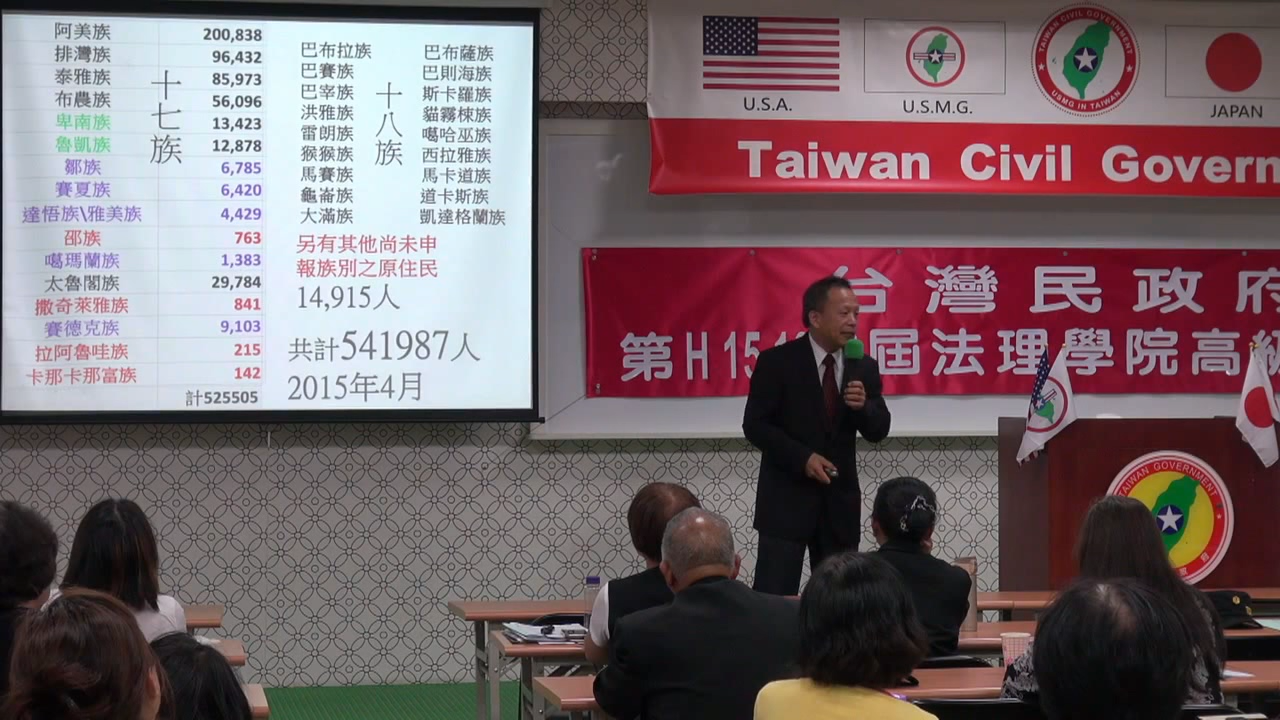 阿美族 200,838
排灣族 96,432
泰雅族 85,973
布農族 56,096
卑南族 13,423
魯凱族 12,878
鄒族 6,785
賽夏族 6,420
達悟族\雅美族 4,429
邵族 763
噶瑪蘭族 1,383
太魯閣族 29,784
撒奇萊雅族 841
賽德克族 9,103
拉阿魯哇族 215
卡那卡那富族 142
計525505
十七族
巴布拉族 巴布薩族
巴賽族 巴則海族
巴宰族 斯卡羅族
洪雅族 貓霧棟族
雷朗族 噶哈巫族
猴猴族 西拉雅族
馬賽族 馬卡道族
龜崙族 道卡斯族
大滿族 凱達格蘭族
十八族
另有其他尚未申
報族別之原住民
14,915人
共計541987人
2015年4月
U.S.A. U.S.M.G. JAPAN
TAIWAN CIVIL GOVERNMENT
USMG IN TAIWAN
Taiwan Civil Govern
台灣民政府
第H 15 屆法理學院高級
TAIWAN GOVERNMENT